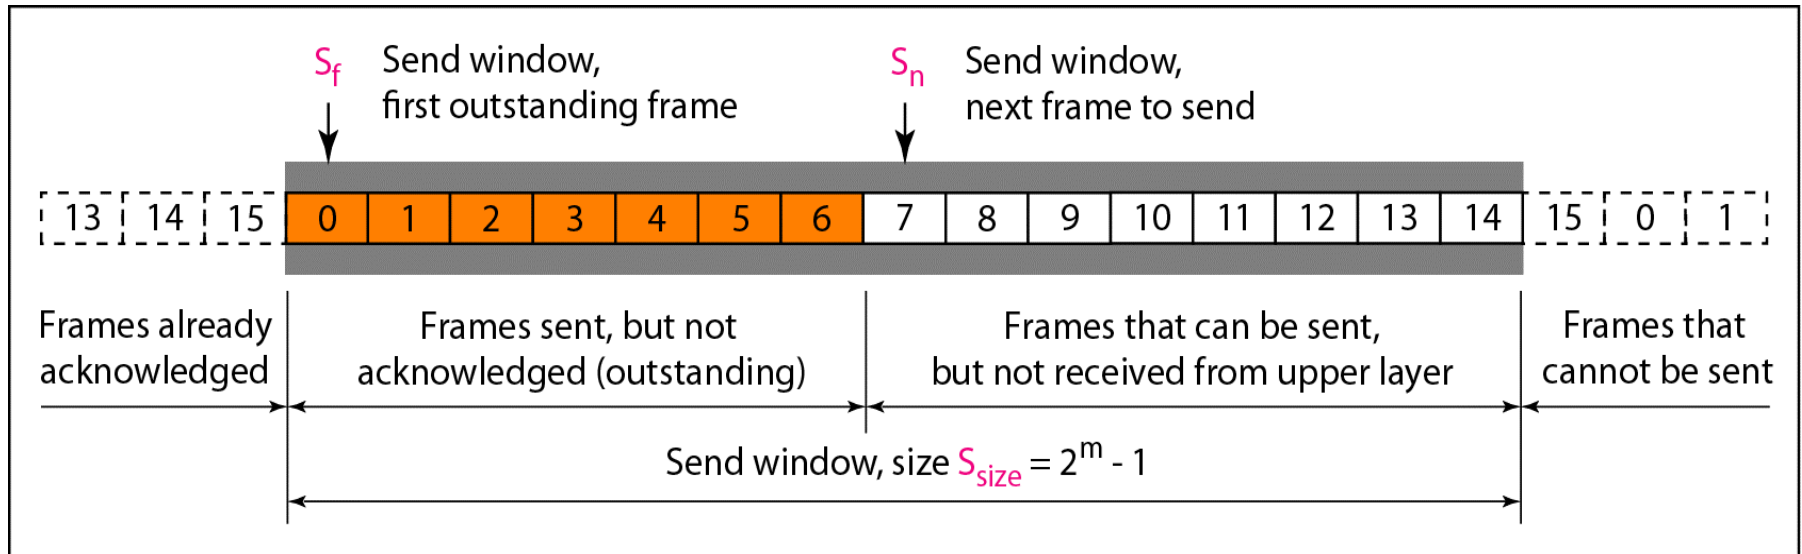 Sf Send window, Sn Send window,
first outstanding frame next frame to send
13 14 15 0 1 2 3 4 5 6 7 8 9 10 11 12 13 14 15 0 1
Frames already Frames sent, but not Frames that can be sent, Frames that
acknowledged acknowledged (outstanding) but not received from upper layer cannot be sent
Send window, size Ssize = 2^m - 1